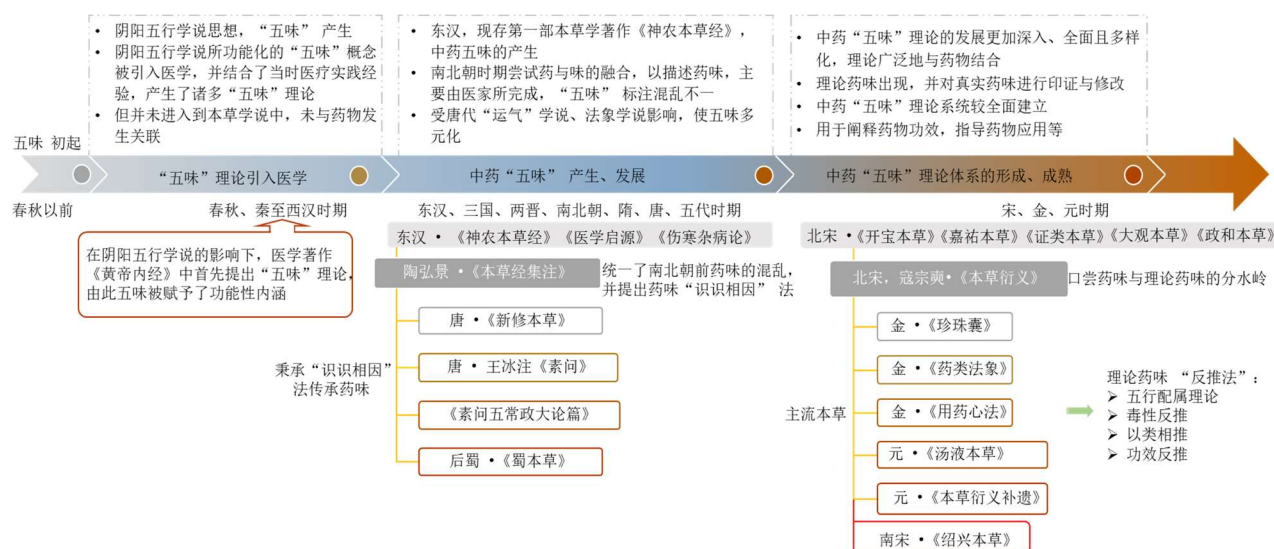 • 阴阳五行学说思想，“五味” 产生
• 阴阳五行学说所功能化的“五味”概念
被引入医学，并结合了当时医疗实践经
验，产生了诸多“五味”理论
• 但并未进入到本草学说中，未与药物发
生关联
• 东汉，现存第一部本草学著作《神农本草经》，
中药五味的产生
• 南北朝时期尝试药与味的融合，以描述药味，主
要由医家所完成，“五味” 标注混乱不一
• 受唐代“运气”学说、法象学说影响，使五味多
元化
• 中药“五味”理论的发展更加深入、全面且多样
化，理论广泛地与药物结合
• 理论药味出现，并对真实药味进行印证与修改
• 中药“五味”理论系统较全面建立
• 用于阐释药物功效，指导药物应用等
五味 初起
“五味”理论引入医学
中药“五味” 产生、发展
中药“五味”理论体系的形成、成熟
春秋以前
春秋、秦至西汉时期
东汉、三国、两晋、南北朝、隋、唐、五代时期
宋、金、元时期
在阴阳五行学说的影响下，医学著作
《黄帝内经》中首先提出“五味”理论，
由此五味被赋予了功能性内涵
东汉 •《神农本草经》《医学启源》《伤寒杂病论》
陶弘景 •《本草经集注》
统一了南北朝前药味的混乱，
并提出药味“识识相因” 法
唐 •《新修本草》
唐 • 王冰注《素问》
《素问五常政大论篇》
后蜀 •《蜀本草》
秉承“识识相因”
法传承药味
北宋 •《开宝本草》《嘉祐本草》《证类本草》《大观本草》《政和本草》
北宋，寇宗奭•《本草衍义》
口尝药味与理论药味的分水岭
金 •《珍珠囊》
金 •《药类法象》
金 •《用药心法》
元 •《汤液本草》
元 •《本草衍义补遗》
南宋 •《绍兴本草》
主流本草
理论药味 “反推法”：
➢ 五行配属理论
➢ 毒性反推
➢ 以类相推
➢ 功效反推